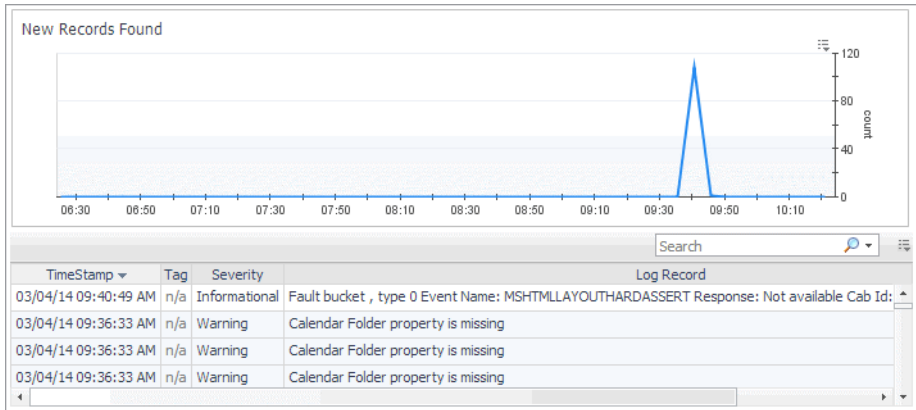 New Records Found
120
80
40
0
count
06:30 06:50 07:10 07:30 07:50 08:10 08:30 08:50 09:10 09:30 09:50 10:10
Search
TimeStamp Tag Severity Log Record
03/04/14 09:40:49 AM n/a Informational Fault bucket , type 0 Event Name: MSHTMLLAYOUTHARDASSERT Response: Not available Cab Id:
03/04/14 09:36:33 AM n/a Warning Calendar Folder property is missing
03/04/14 09:36:33 AM n/a Warning Calendar Folder property is missing
03/04/14 09:36:33 AM n/a Warning Calendar Folder property is missing